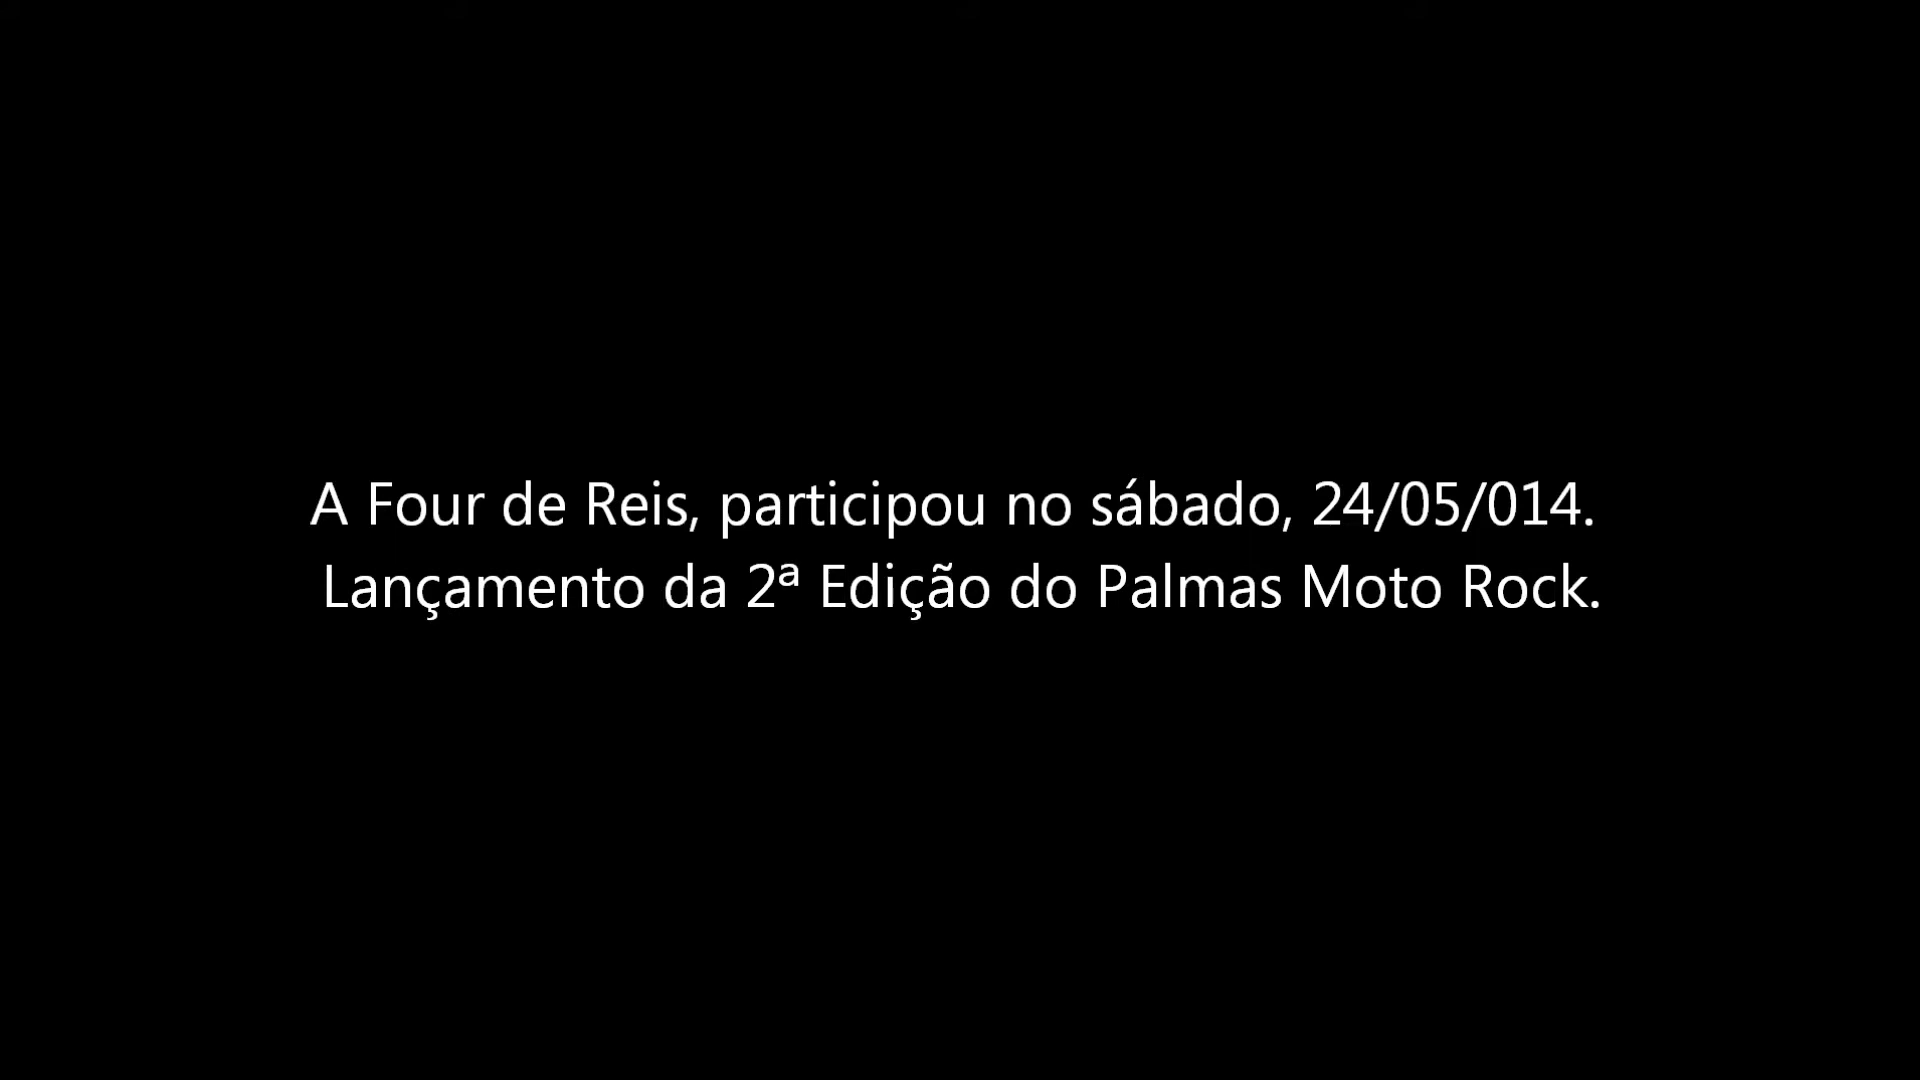 A Four de Reis, participou no sábado, 24/05/014.
Lançamento da 2ª Edição do Palmas Moto Rock.